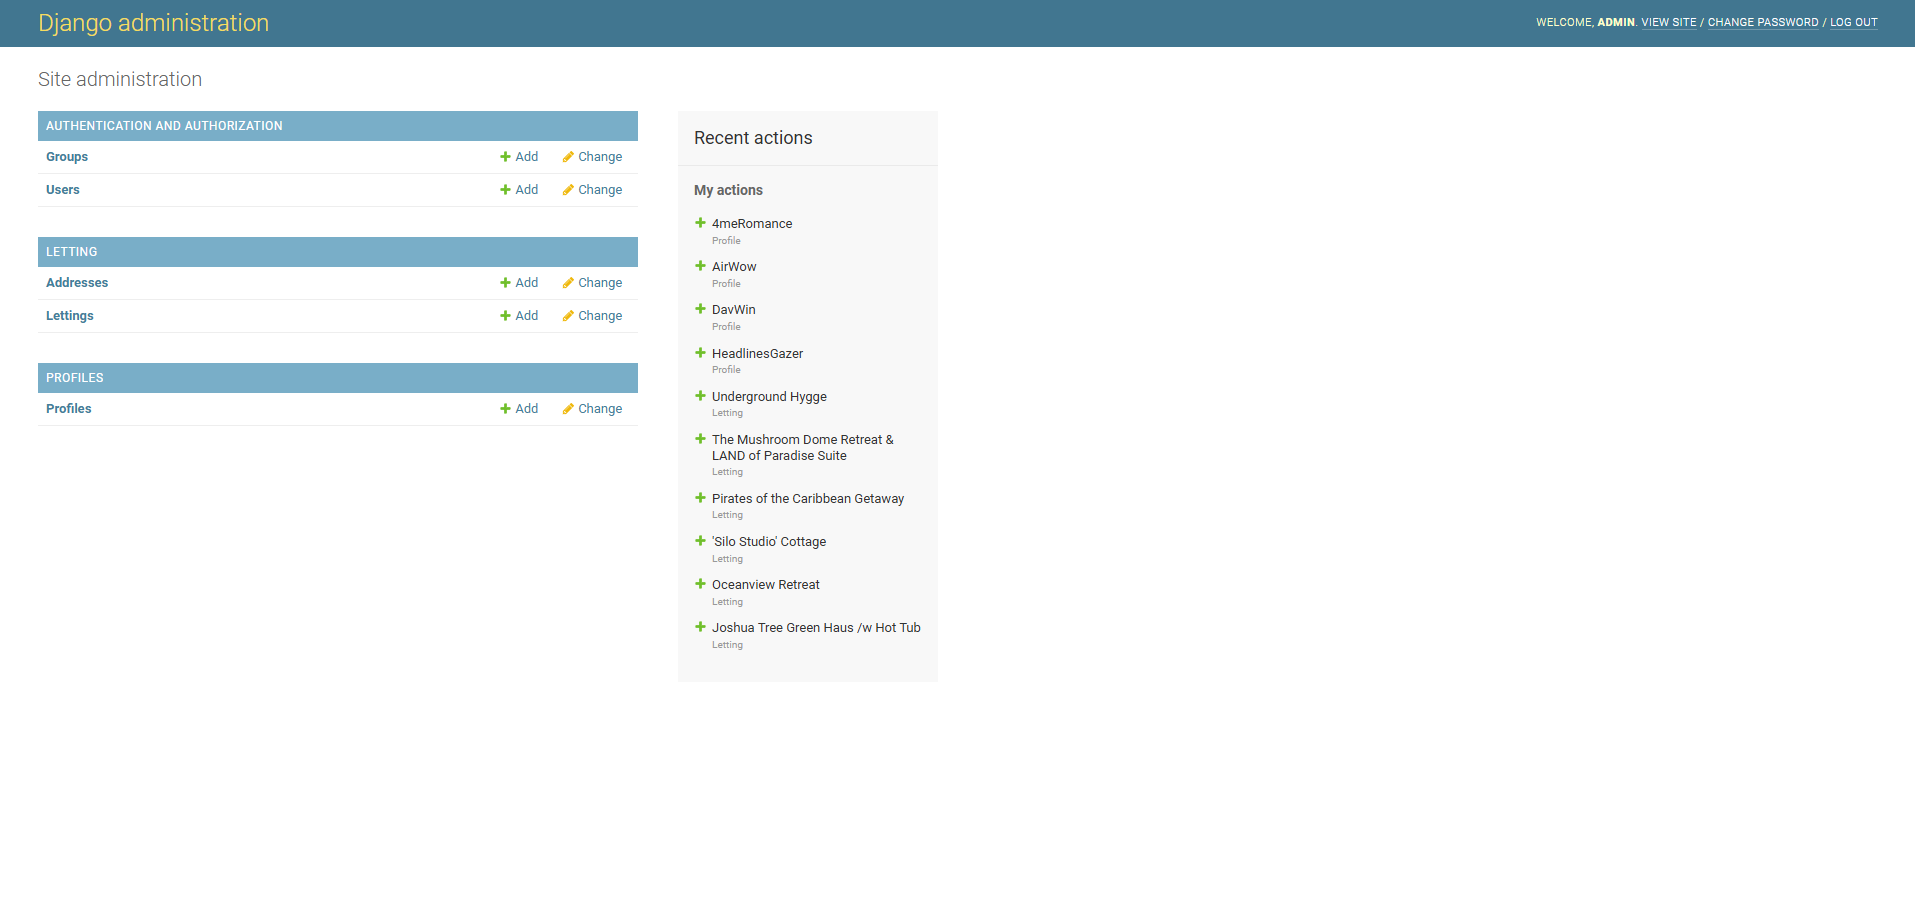 Django administration
WELCOME, ADMIN. VIEW SITE / CHANGE PASSWORD / LOG OUT
Site administration
AUTHENTICATION AND AUTHORIZATION
Groups Add Change
Users Add Change
LETTING
Addresses Add Change
Lettings Add Change
PROFILES
Profiles Add Change
Recent actions
My actions
4meRomance
Profile
AirWow
Profile
DavWin
Profile
HeadlinesGazer
Profile
Underground Hygge
Letting
The Mushroom Dome Retreat &
LAND of Paradise Suite
Letting
Pirates of the Caribbean Getaway
Letting
'Silo Studio' Cottage
Letting
Oceanview Retreat
Letting
Joshua Tree Green Haus /w Hot Tub
Letting